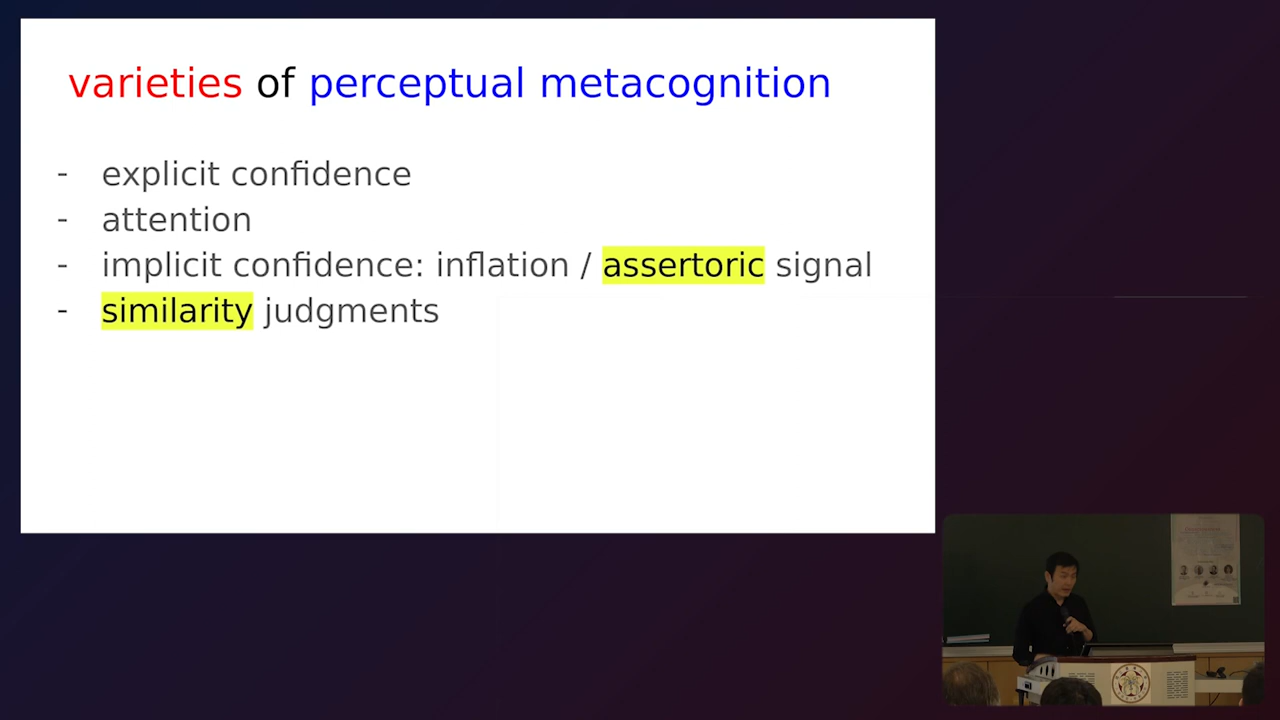 varieties of perceptual metacognition
- explicit confidence
- attention
- implicit confidence: inflation / assertoric signal
- similarity judgments